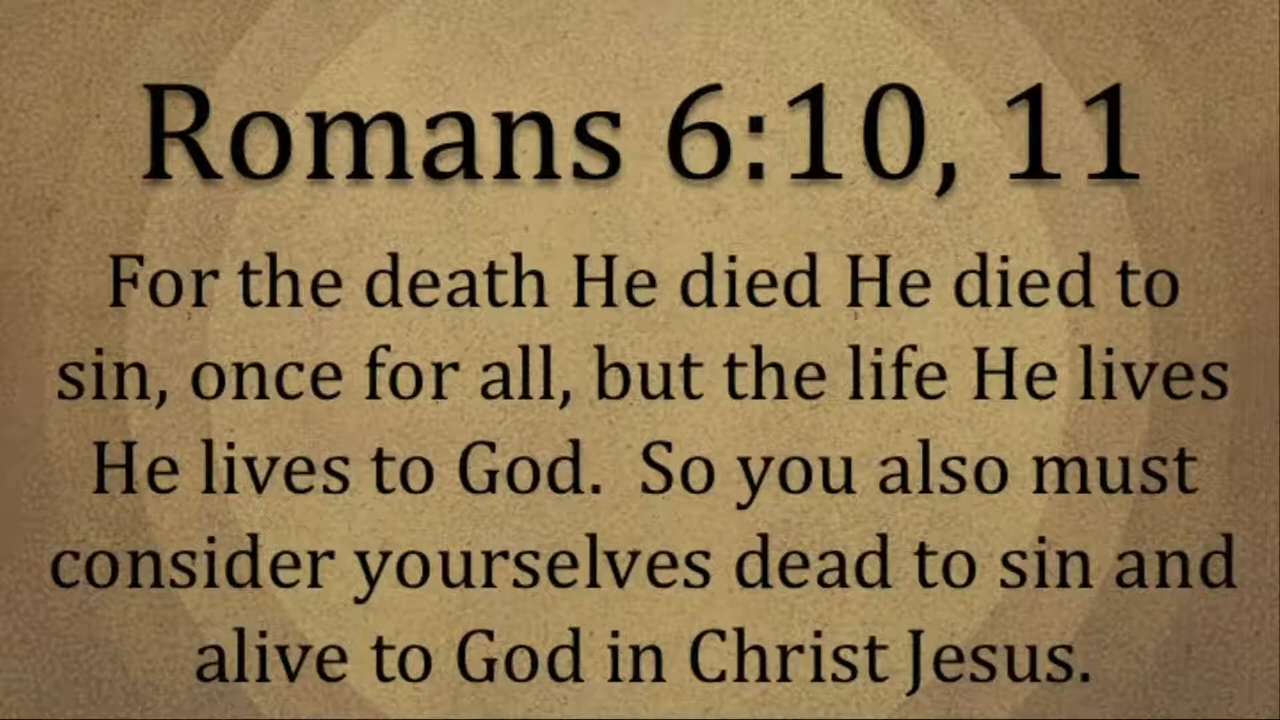 Romans 6:10, 11
For the death He died He died to
sin, once for all, but the life He lives
He lives to God.  So you also must
consider yourselves dead to sin and
alive to God in Christ Jesus.